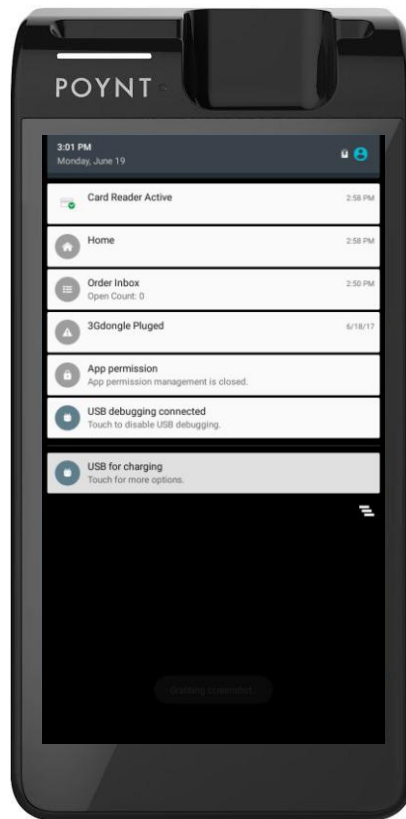 POYNT
3:01 PM
Monday, June 19
Card Reader Active 2:58 PM
Home 2:58 PM
Order Inbox 2:50 PM
Open Count: 0
3Gdongle Pluged 6/18/17
App permission
App permission management is closed.
USB debugging connected
Touch to disable USB debugging.
USB for charging
Touch for more options.
Grabbing screenshot...